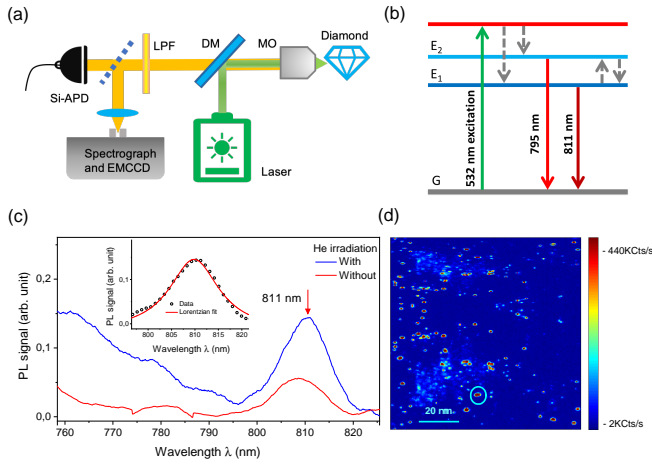 (a)
LPF
DM
MO
Diamond
Si-APD
Spectrograph
and EMCCD
Laser
(b)
E2
E1
G
532 nm excitation
795 nm
811 nm
(c)
PL signal (arb. unit)
0,2
0,1
0,0
760
770
780
790
800
810
820
Wavelength λ (nm)
He irradiation
With
Without
811 nm
PL signal (arb. unit)
0,1
0,0
800
810
820
Wavelength λ (nm)
Data
Lorentzian fit
(d)
20 nm
- 440KCts/s
- 2KCts/s